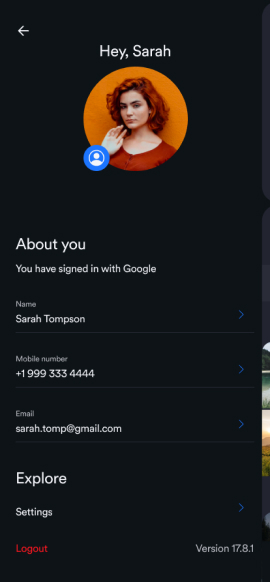 Hey, Sarah
About you
You have signed in with Google
Name
Sarah Tompson
Mobile number
+1 999 333 4444
Email
sarah.tomp@gmail.com
Explore
Settings
Logout
Version 17.8.1